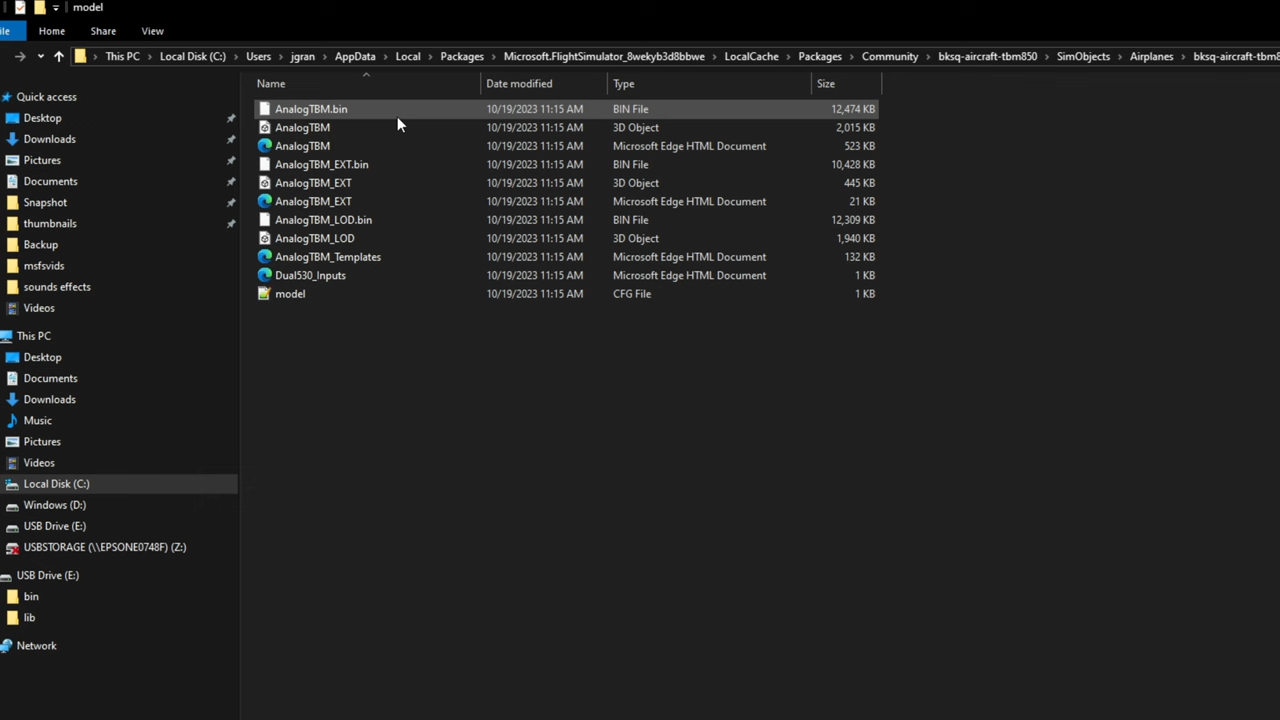 model
ile Home Share View
This PC Local Disk (C:) Users jgran AppData Local Packages Microsoft.FlightSimulator_8wekyb3d8bbwe LocalCache Packages Community bksq-aircraft-tbm850 SimObjects Airplanes bksq-aircraft-tbm8
Name Date modified Type Size
Quick access
Desktop
Downloads
Pictures
Documents
Snapshot
thumbnails
Backup
msfsvids
sounds effects
Videos
This PC
Desktop
Documents
Downloads
Music
Pictures
Videos
Local Disk (C:)
Windows (D:)
USB Drive (E:)
USBSTORAGE (\\EPSONE0748F) (Z:)
USB Drive (E:)
bin
lib
Network
AnalogTBM.bin 10/19/2023 11:15 AM BIN File 12,474 KB
AnalogTBM 10/19/2023 11:15 AM 3D Object 2,015 KB
AnalogTBM 10/19/2023 11:15 AM Microsoft Edge HTML Document 523 KB
AnalogTBM_EXT.bin 10/19/2023 11:15 AM BIN File 10,428 KB
AnalogTBM_EXT 10/19/2023 11:15 AM 3D Object 445 KB
AnalogTBM_EXT 10/19/2023 11:15 AM Microsoft Edge HTML Document 21 KB
AnalogTBM_LOD.bin 10/19/2023 11:15 AM BIN File 12,309 KB
AnalogTBM_LOD 10/19/2023 11:15 AM 3D Object 1,940 KB
AnalogTBM_Templates 10/19/2023 11:15 AM Microsoft Edge HTML Document 132 KB
Dual530_Inputs 10/19/2023 11:15 AM Microsoft Edge HTML Document 1 KB
model 10/19/2023 11:15 AM CFG File 1 KB